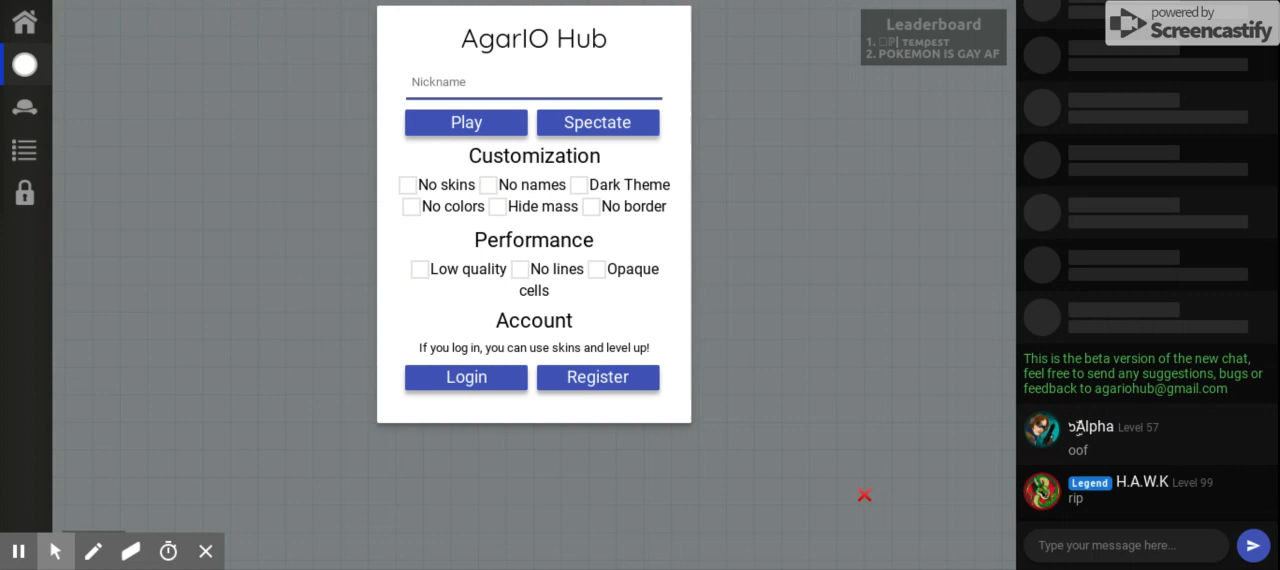 AgarIO Hub
Nickname
Play
Spectate
Customization
No skins No names Dark Theme
No colors Hide mass No border
Performance
Low quality No lines Opaque
cells
Account
If you log in, you can use skins and level up!
Login
Register
Leaderboard
1. | TEMPEST
2. POKEMON IS GAY AF
powered by
Screencastify
This is the beta version of the new chat,
feel free to send any suggestions, bugs or
feedback to agariohub@gmail.com
Alpha Level 57
oof
Legend H.A.W.K Level 99
rip
Type your message here...